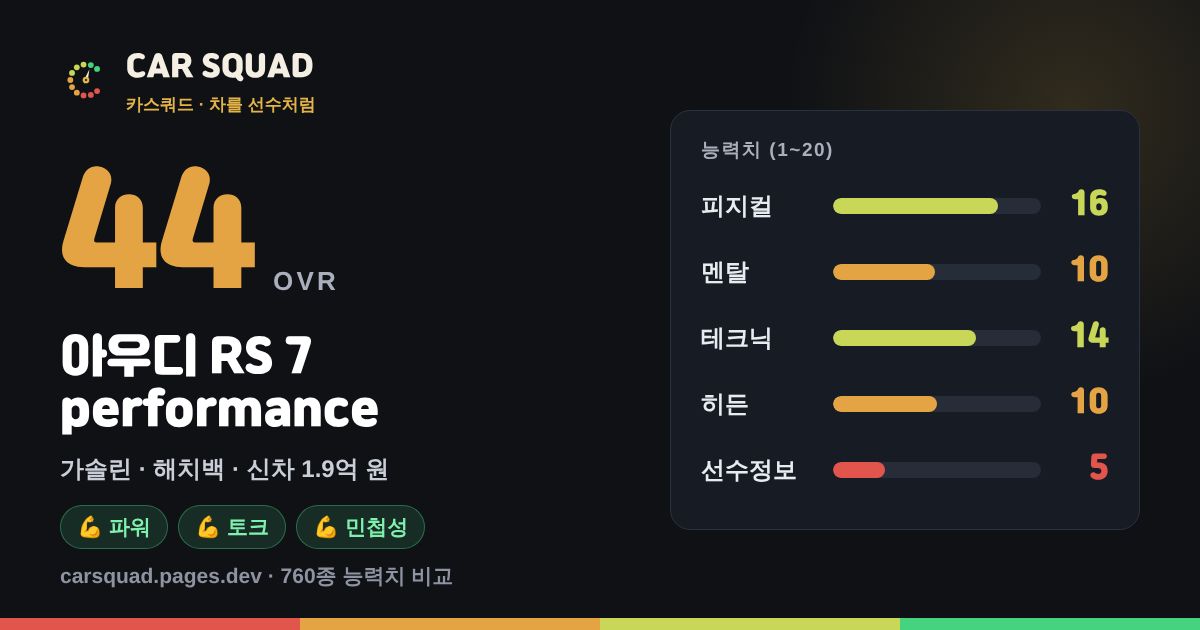 CAR SQUAD
카스쿼드 · 차를 선수처럼
44 OVR
아우디 RS 7
performance
가솔린 · 해치백 · 신차 1.9억 원
💪 파워 💪 토크 💪 민첩성
carsquad.pages.dev · 760종 능력치 비교
능력치 (1~20)
피지컬 16
멘탈 10
테크닉 14
히든 10
선수정보 5